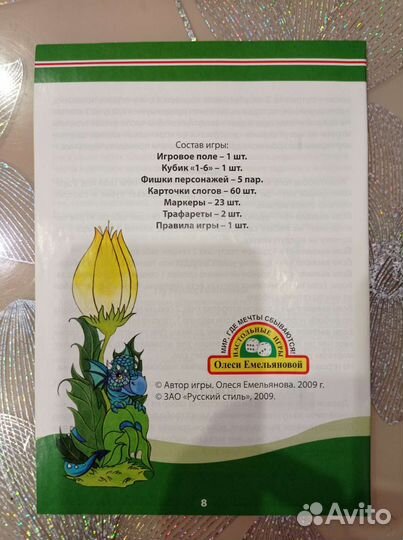 Состав игры:
Игровое поле – 1 шт.
Кубик «1-6» – 1 шт.
Фишки персонажей – 5 пар.
Карточки слогов – 60 шт.
Маркеры – 23 шт.
Трафареты – 2 шт.
Правила игры – 1 шт.
МИР, ГДЕ МЕЧТЫ СБЫВАЮТСЯ!
НАСТОЛЬНЫЕ ИГРЫ
Олеси Емельяновой
© Автор игры. Олеся Емельянова. 2009 г.
© ЗАО «Русский стиль», 2009.
8
Avito